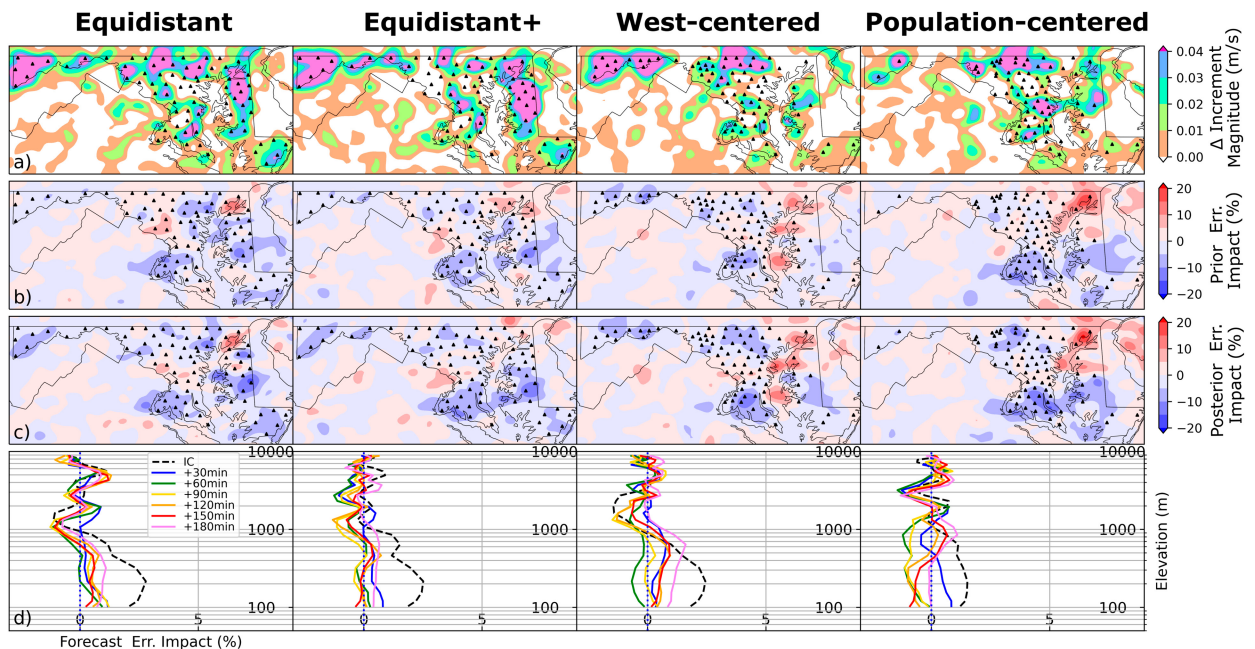 Equidistant
Equidistant+
West-centered
Population-centered
a)
0.04
0.03
0.02
0.01
0.00
Δ Increment
Magnitude (m/s)
b)
20
10
0
−10
−20
Prior Err.
Impact (%)
c)
20
10
0
−10
−20
Posterior Err.
Impact (%)
IC
+30min
+60min
+90min
+120min
+150min
+180min
10000
10000
10000
10000
1000
1000
1000
1000
100
100
100
100
Elevation (m)
d)
0
5
0
5
0
5
0
5
Forecast Err. Impact (%)